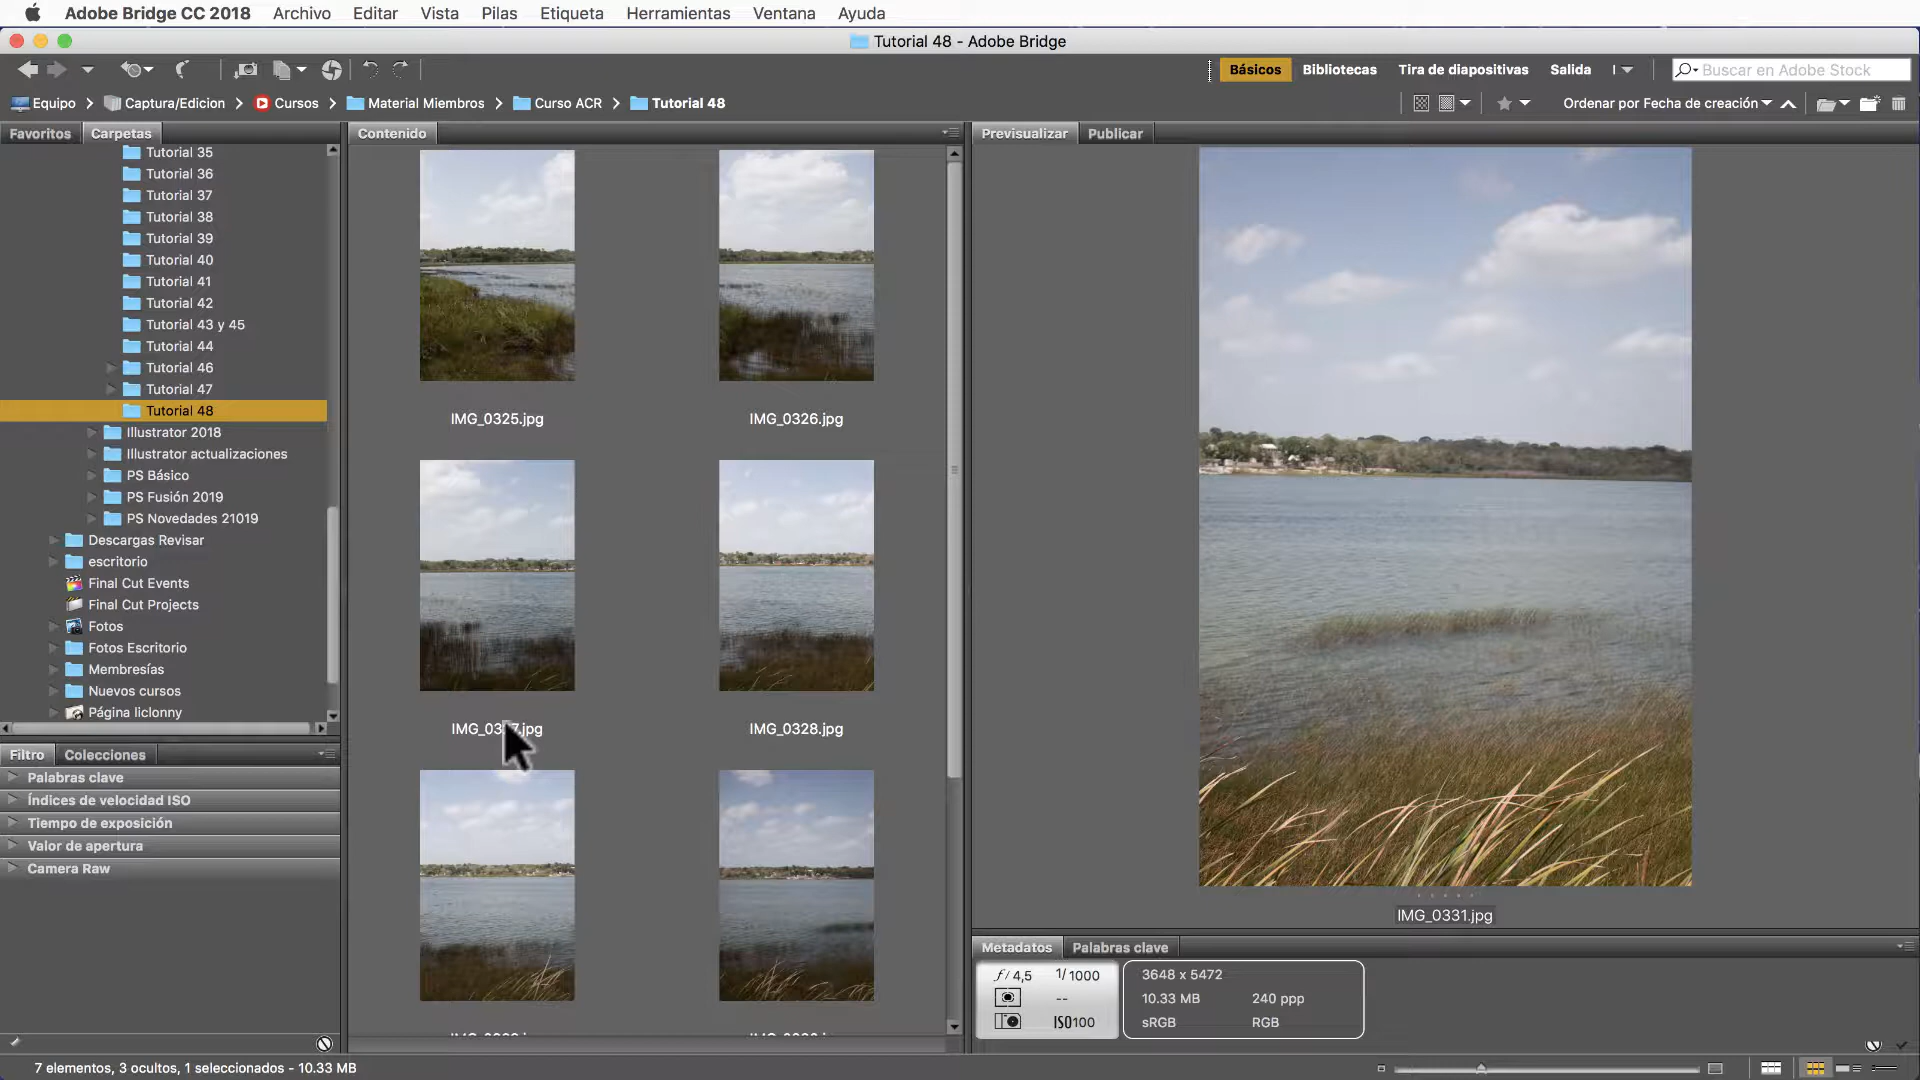 Adobe Bridge CC 2018 Archivo Editar Vista Pilas Etiqueta Herramientas Ventana Ayuda
Tutorial 48 - Adobe Bridge
Básicos Bibliotecas Tira de diapositivas Salida Buscar en Adobe Stock
Equipo Captura/Edicion Cursos Material Miembros Curso ACR Tutorial 48 Ordenar por Fecha de creación
Favoritos Carpetas
Tutorial 35
Tutorial 36
Tutorial 37
Tutorial 38
Tutorial 39
Tutorial 40
Tutorial 41
Tutorial 42
Tutorial 43 y 45
Tutorial 44
Tutorial 46
Tutorial 47
Tutorial 48
Illustrator 2018
Illustrator actualizaciones
PS Básico
PS Fusión 2019
PS Novedades 21019
Descargas Revisar
escritorio
Final Cut Events
Final Cut Projects
Fotos
Fotos Escritorio
Membresías
Nuevos cursos
Página liclonny
Filtro Colecciones
Palabras clave
Índices de velocidad ISO
Tiempo de exposición
Valor de apertura
Camera Raw
Contenido
IMG_0325.jpg IMG_0326.jpg
IMG_0328.jpg
Previsualizar Publicar
IMG_0331.jpg
Metadatos Palabras clave
ƒ/ 4,5 1/1000
--
ISO100
3648 x 5472
10.33 MB 240 ppp
sRGB RGB
7 elementos, 3 ocultos, 1 seleccionados - 10.33 MB